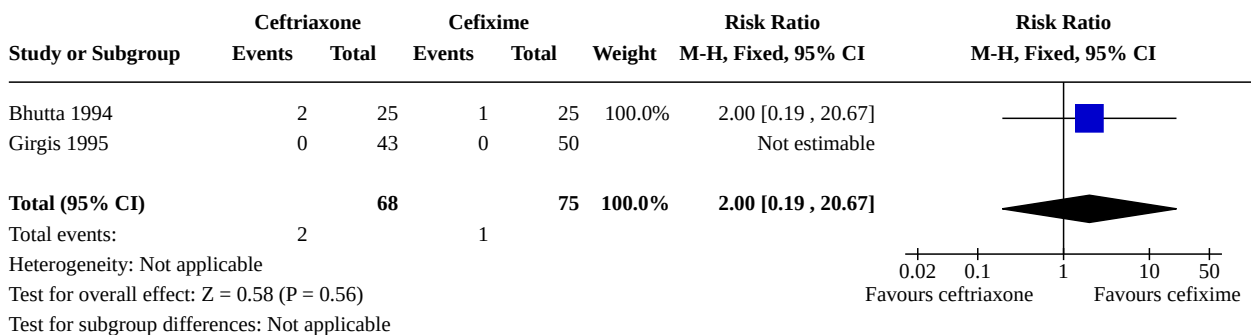 Ceftriaxone Cefixime Risk Ratio Risk Ratio
Study or Subgroup Events Total Events Total Weight M-H, Fixed, 95% CI M-H, Fixed, 95% CI
Bhutta 1994 2 25 1 25 100.0% 2.00 [0.19 , 20.67]
Girgis 1995 0 43 0 50 Not estimable
Total (95% CI) 68 75 100.0% 2.00 [0.19 , 20.67]
Total events: 2 1
Heterogeneity: Not applicable
0.02 0.1 1 10 50
Test for overall effect: Z = 0.58 (P = 0.56) Favours ceftriaxone Favours cefixime
Test for subgroup differences: Not applicable